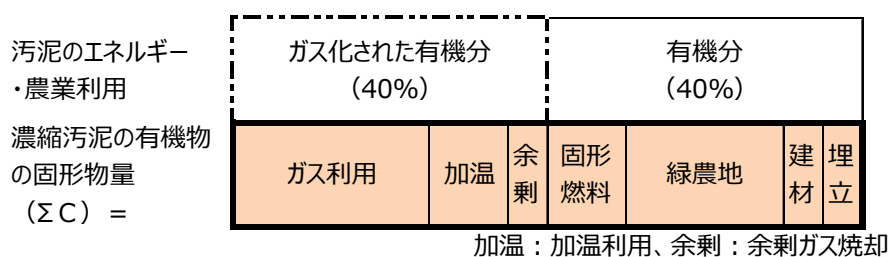 汚泥のエネルギー
・農業利用
ガス化された有機分
（40%）
有機分
（40%）
濃縮汚泥の有機物
の固形物量
（ΣC）＝
ガス利用
加温
余
剰
固形
燃料
緑農地
建
材
埋
立
加温：加温利用、余剰：余剰ガス焼却